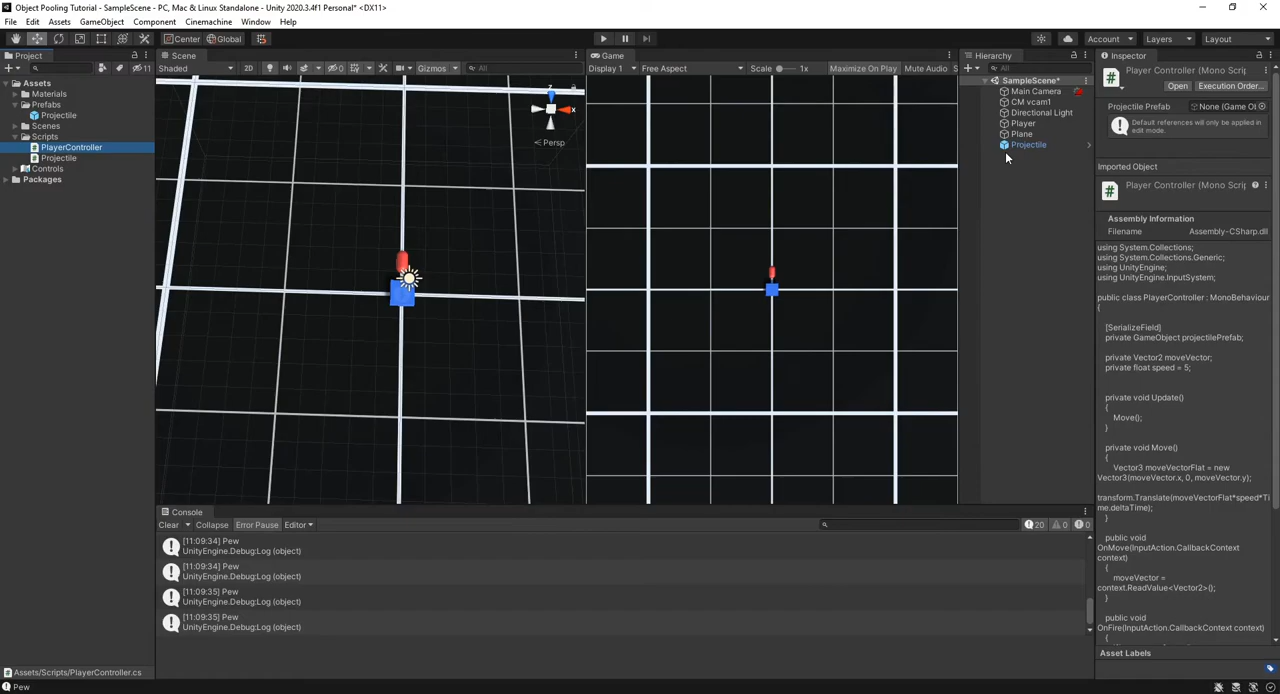 Object Pooling Tutorial - SampleScene - PC, Mac & Linux Standalone - Unity 2020.3.4f1 Personal* <DX11>
File Edit Assets GameObject Component Cinemachine Window Help
Center Global
Account Layers Layout
Project
11
Assets
Materials
Prefabs
Projectile
Scenes
Scripts
PlayerController
Projectile
Controls
Packages
Assets/Scripts/PlayerController.cs
Scene
Shaded 2D 0 Gizmos All
z
x
Persp
Game
Display 1 Free Aspect Scale 1x Maximize On Play Mute Audio
Hierarchy
All
SampleScene*
Main Camera
CM vcam1
Directional Light
Player
Plane
Projectile
Inspector
Player Controller (Mono Scrip
Open Execution Order...
Projectile Prefab None (Game Ob
Default references will only be applied in
edit mode.
Imported Object
Player Controller (Mono Scrip
Assembly Information
Filename Assembly-CSharp.dll
using System.Collections;
using System.Collections.Generic;
using UnityEngine;
using UnityEngine.InputSystem;
public class PlayerController : MonoBehaviour
{
[SerializeField]
private GameObject projectilePrefab;
private Vector2 moveVector;
private float speed = 5;
private void Update()
{
Move();
}
private void Move()
{
Vector3 moveVectorFlat = new
Vector3(moveVector.x, 0, moveVector.y);
transform.Translate(moveVectorFlat*speed*Ti
me.deltaTime);
}
public void
OnMove(InputAction.CallbackContext
context)
{
moveVector =
context.ReadValue<Vector2>();
}
public void
OnFire(InputAction.CallbackContext context)
Asset Labels
Console
Clear Collapse Error Pause Editor 20 0 0
[11:09:34] Pew
UnityEngine.Debug:Log (object)
[11:09:34] Pew
UnityEngine.Debug:Log (object)
[11:09:35] Pew
UnityEngine.Debug:Log (object)
[11:09:35] Pew
UnityEngine.Debug:Log (object)
Pew